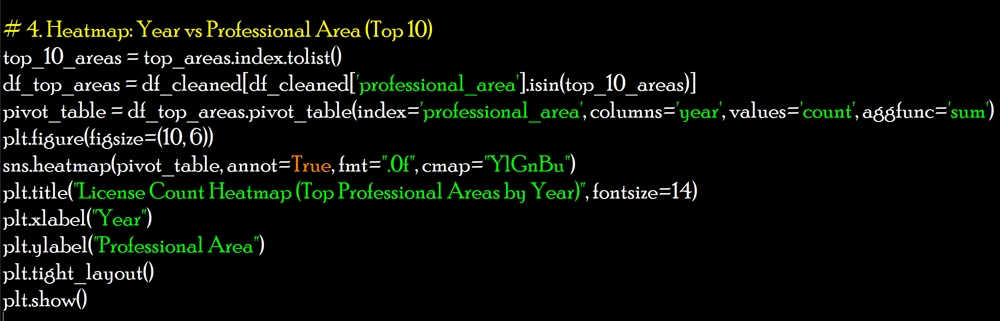 # 4. Heatmap: Year vs Professional Area (Top 10)
top_10_areas = top_areas.index.tolist()
df_top_areas = df_cleaned[df_cleaned['professional_area'].isin(top_10_areas)]
pivot_table = df_top_areas.pivot_table(index='professional_area', columns='year', values='count', aggfunc='sum')
plt.figure(figsize=(10, 6))
sns.heatmap(pivot_table, annot=True, fmt=".0f", cmap="YlGnBu")
plt.title("License Count Heatmap (Top Professional Areas by Year)", fontsize=14)
plt.xlabel("Year")
plt.ylabel("Professional Area")
plt.tight_layout()
plt.show()